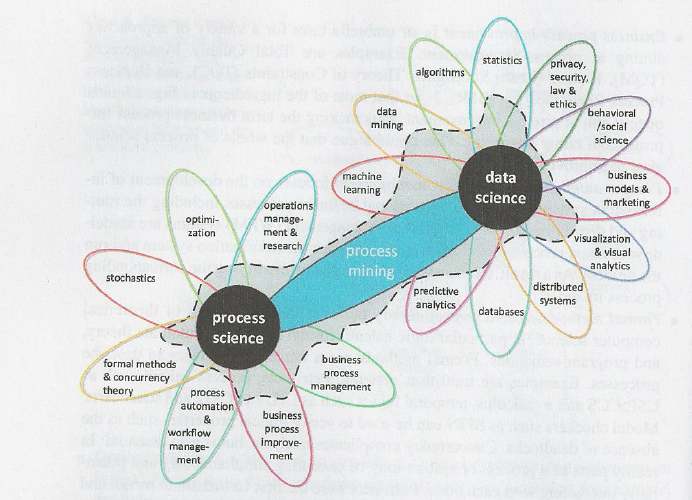 statistics
algorithms
privacy,
security,
law &
ethics
data
mining
behavioral
/social
science
machine
learning
data
science
business
models &
marketing
visualization
& visual
analytics
distributed
systems
databases
predictive
analytics
process
mining
operations
manage-
ment &
research
optimi-
zation
stochastics
process
science
formal methods
& concurrency
theory
process
automation
&
workflow
manage-
ment
business
process
improve-
ment
business
process
management